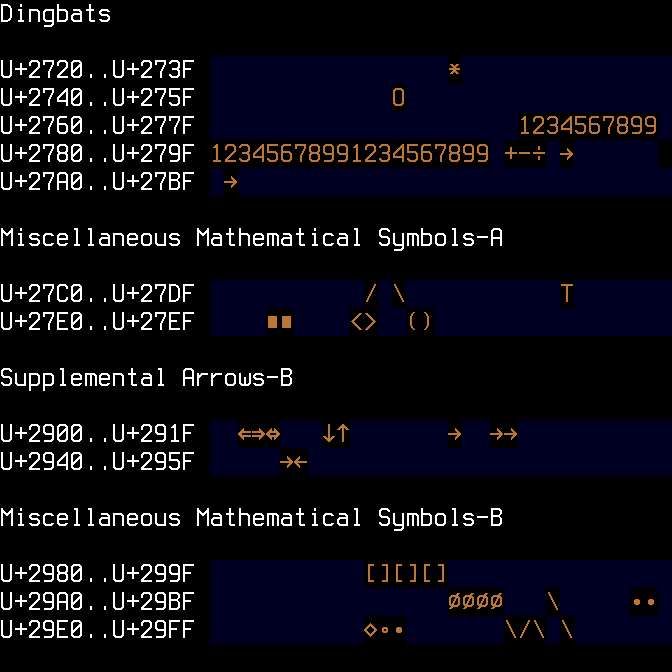 Dingbats
U+2720..U+273F *
U+2740..U+275F O
U+2760..U+277F 1234567899
U+2780..U+279F 12345678991234567899 +−÷ →
U+27A0..U+27BF →
Miscellaneous Mathematical Symbols-A
U+27C0..U+27DF / \ T
U+27E0..U+27EF ■■ <> ()
Supplemental Arrows-B
U+2900..U+291F ⇐⇒⇔ ↓↑ → →→
U+2940..U+295F →←
Miscellaneous Mathematical Symbols-B
U+2980..U+299F [][][]
U+29A0..U+29BF ØØØØ \ ••
U+29E0..U+29FF ◇∘• \/\ \